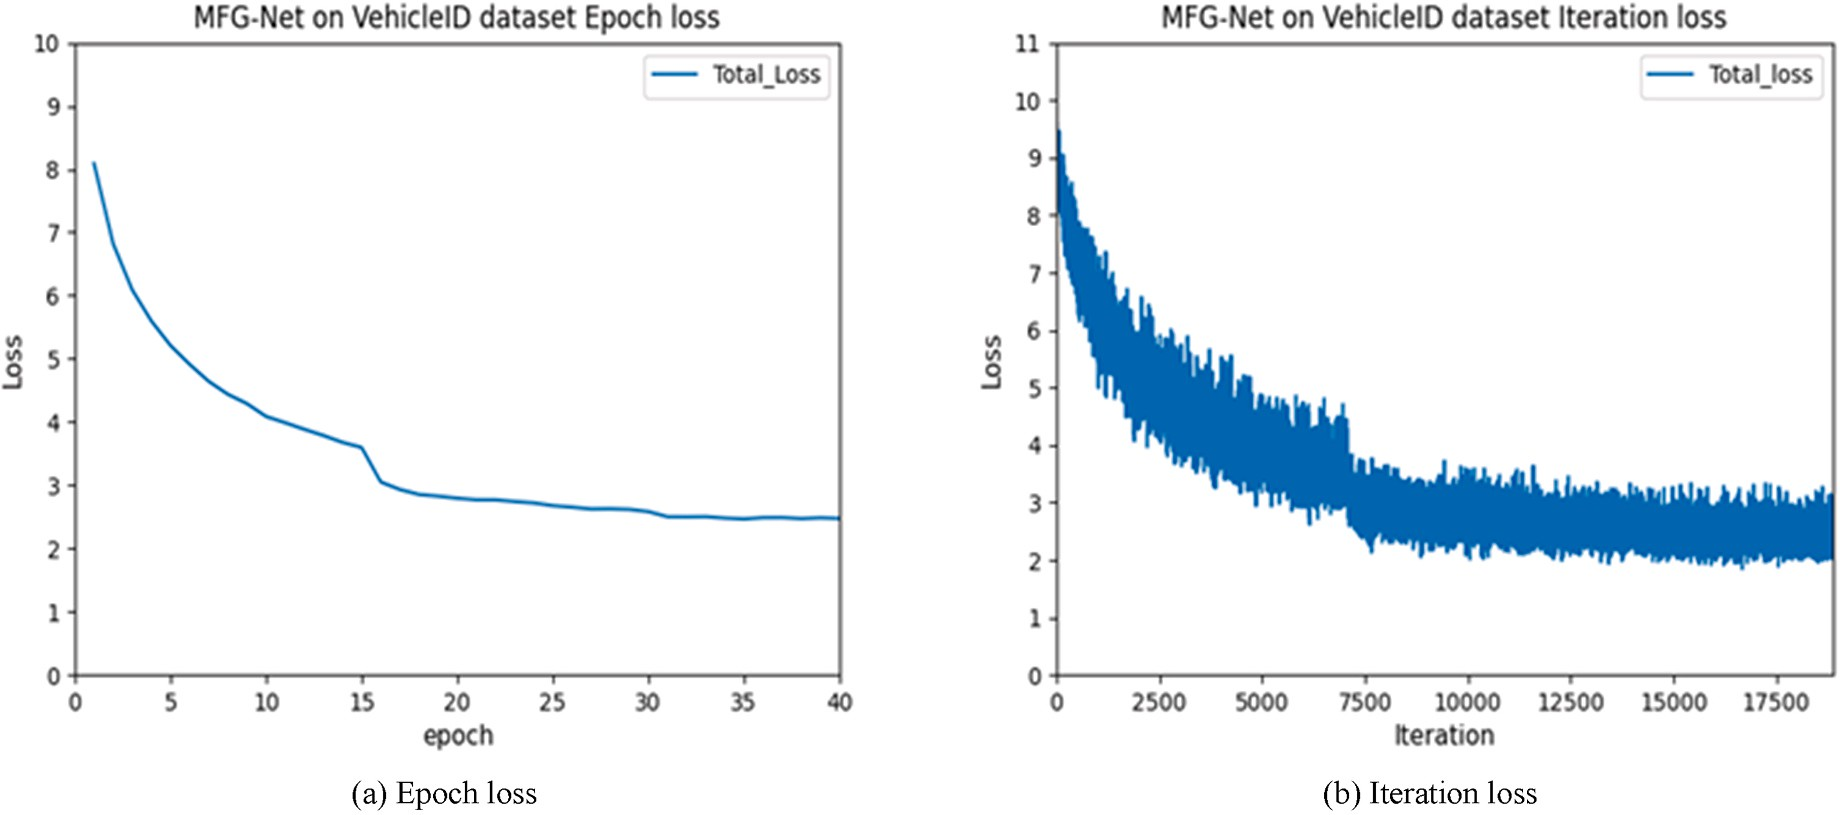 MFG-Net on VehicleID dataset Epoch loss
10
9
8
7
6
5
4
3
2
1
0
Loss
Total_Loss
0 5 10 15 20 25 30 35 40
epoch
(a) Epoch loss
MFG-Net on VehicleID dataset Iteration loss
11
10
9
8
7
6
5
4
3
2
1
0
Loss
Total_loss
0 2500 5000 7500 10000 12500 15000 17500
Iteration
(b) Iteration loss